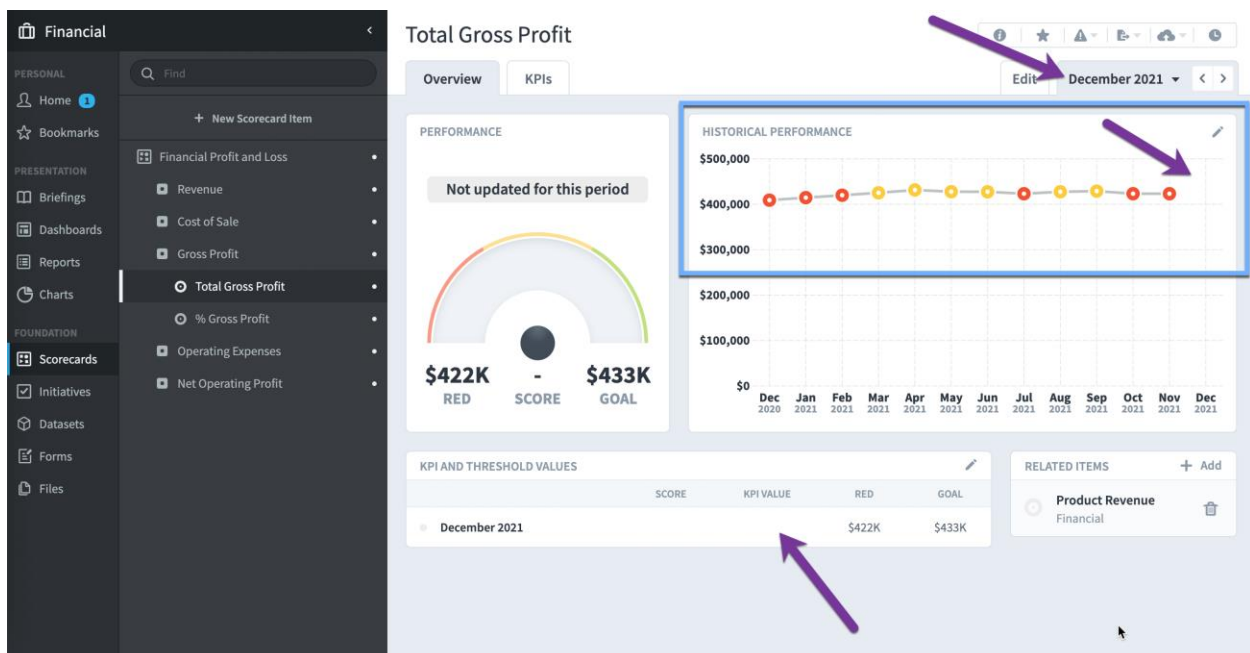 Financial
PERSONAL
Home 1
Bookmarks
PRESENTATION
Briefings
Dashboards
Reports
Charts
FOUNDATION
Scorecards
Initiatives
Datasets
Forms
Files
Find
+ New Scorecard Item
Financial Profit and Loss
Revenue
Cost of Sale
Gross Profit
Total Gross Profit
% Gross Profit
Operating Expenses
Net Operating Profit
Total Gross Profit
Overview KPIs Edit December 2021
PERFORMANCE
Not updated for this period
$422K - $433K
RED SCORE GOAL
HISTORICAL PERFORMANCE
$500,000
$400,000
$300,000
$200,000
$100,000
$0
Dec Jan Feb Mar Apr May Jun Jul Aug Sep Oct Nov Dec
2020 2021 2021 2021 2021 2021 2021 2021 2021 2021 2021 2021 2021
KPI AND THRESHOLD VALUES
SCORE KPI VALUE RED GOAL
December 2021 $422K $433K
RELATED ITEMS + Add
Product Revenue
Financial